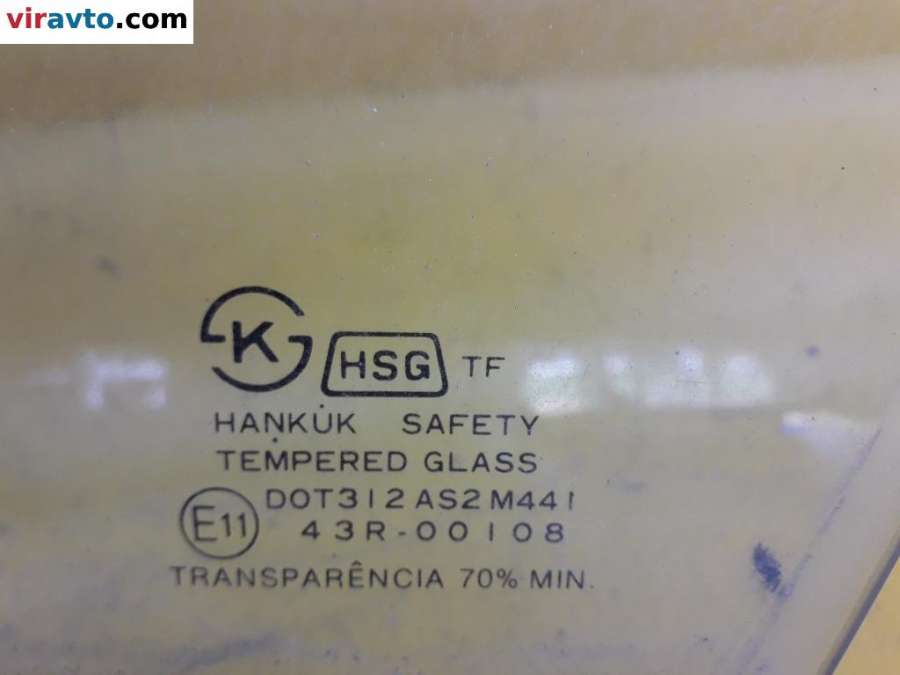 viravto.com
K HSG TF
HANKUK SAFETY
TEMPERED GLASS
DOT312 AS2 M441
E11 43R-00108
TRANSPARÊNCIA 70% MIN.